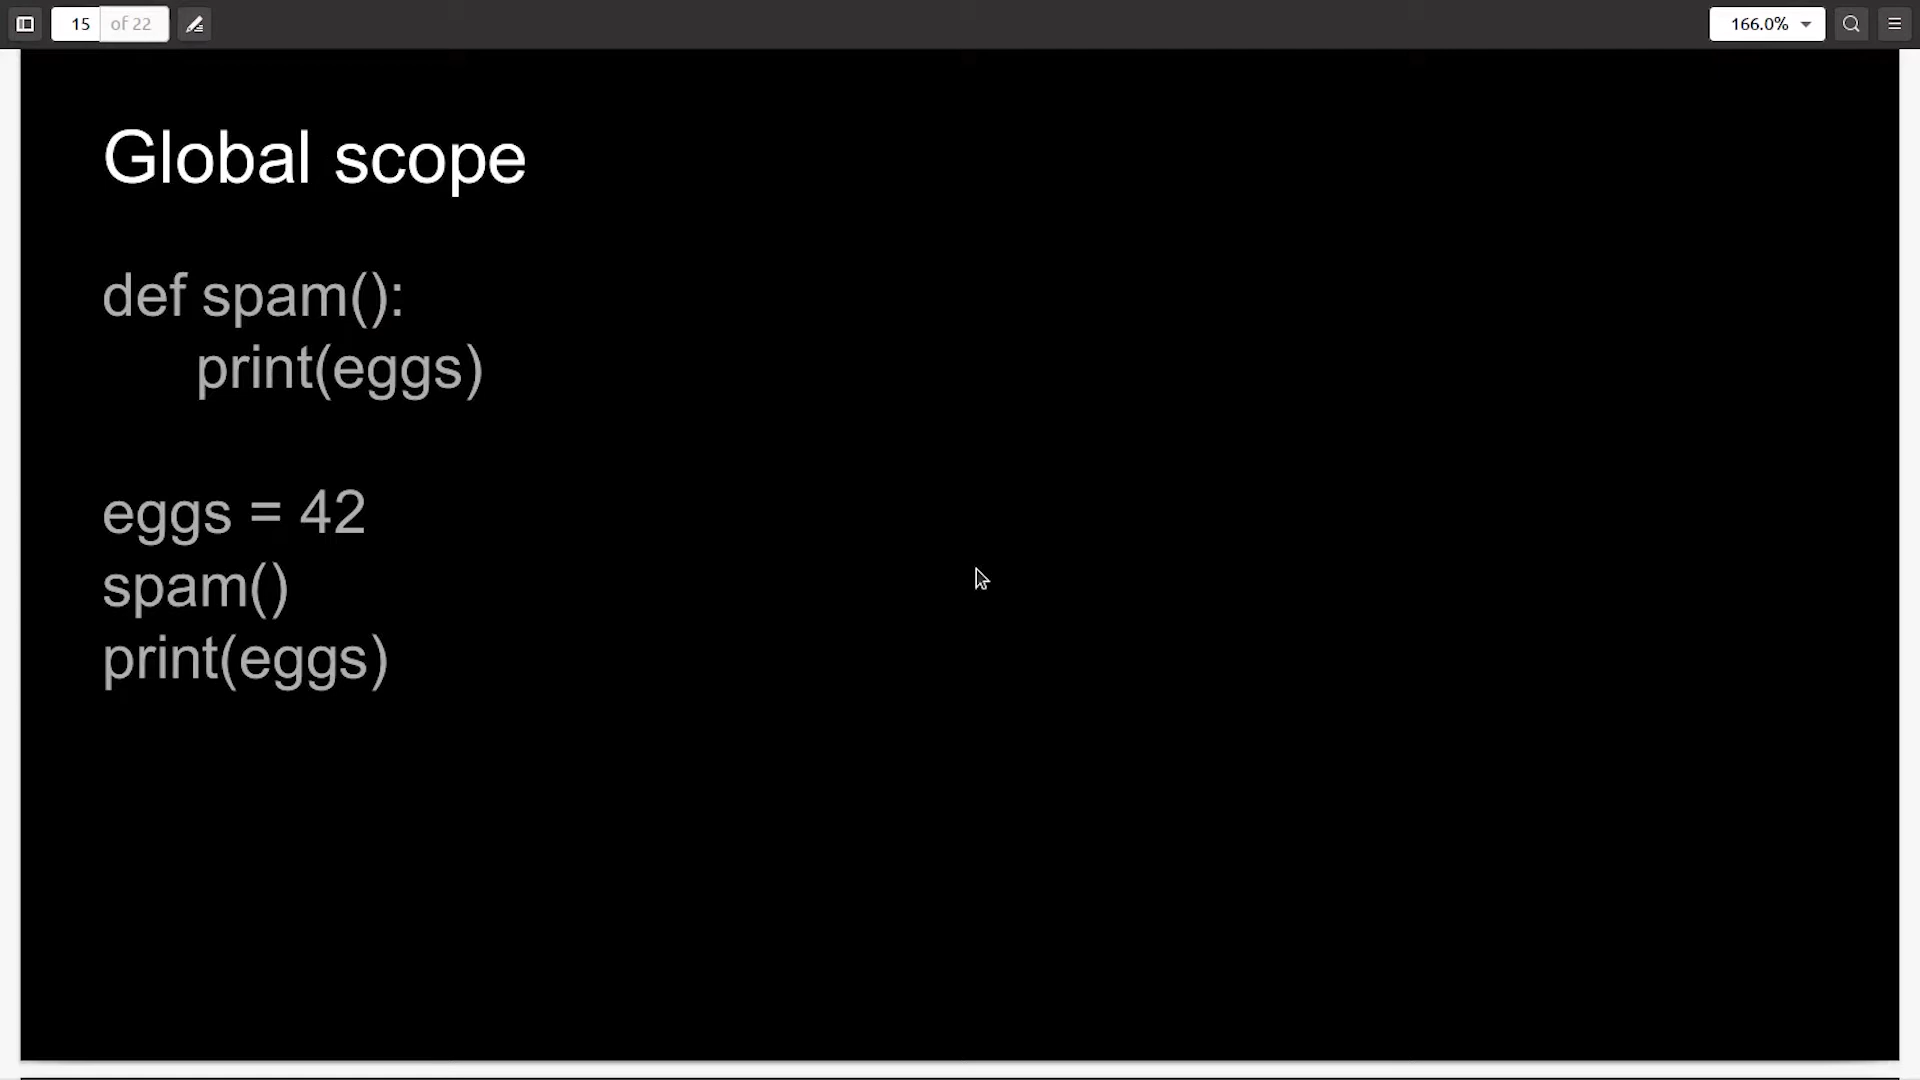 15 of 22
166.0%
Global scope
def spam():
print(eggs)
eggs = 42
spam()
print(eggs)